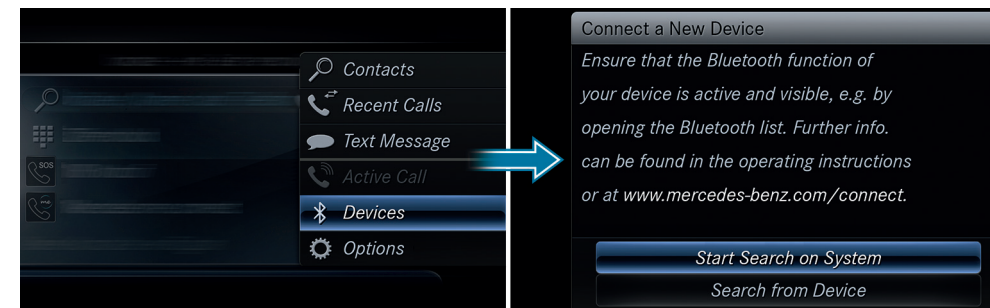 Contacts
Recent Calls
Text Message
Active Call
Devices
Options
SOS
Connect a New Device
Ensure that the Bluetooth function of
your device is active and visible, e.g. by
opening the Bluetooth list. Further info.
can be found in the operating instructions
or at www.mercedes-benz.com/connect.
Start Search on System
Search from Device